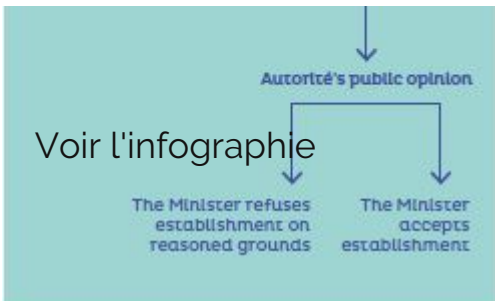 Autorité's public opinion
Voir l'infographie
The Minister refuses
establishment on
reasoned grounds
The Minister
accepts
establishment